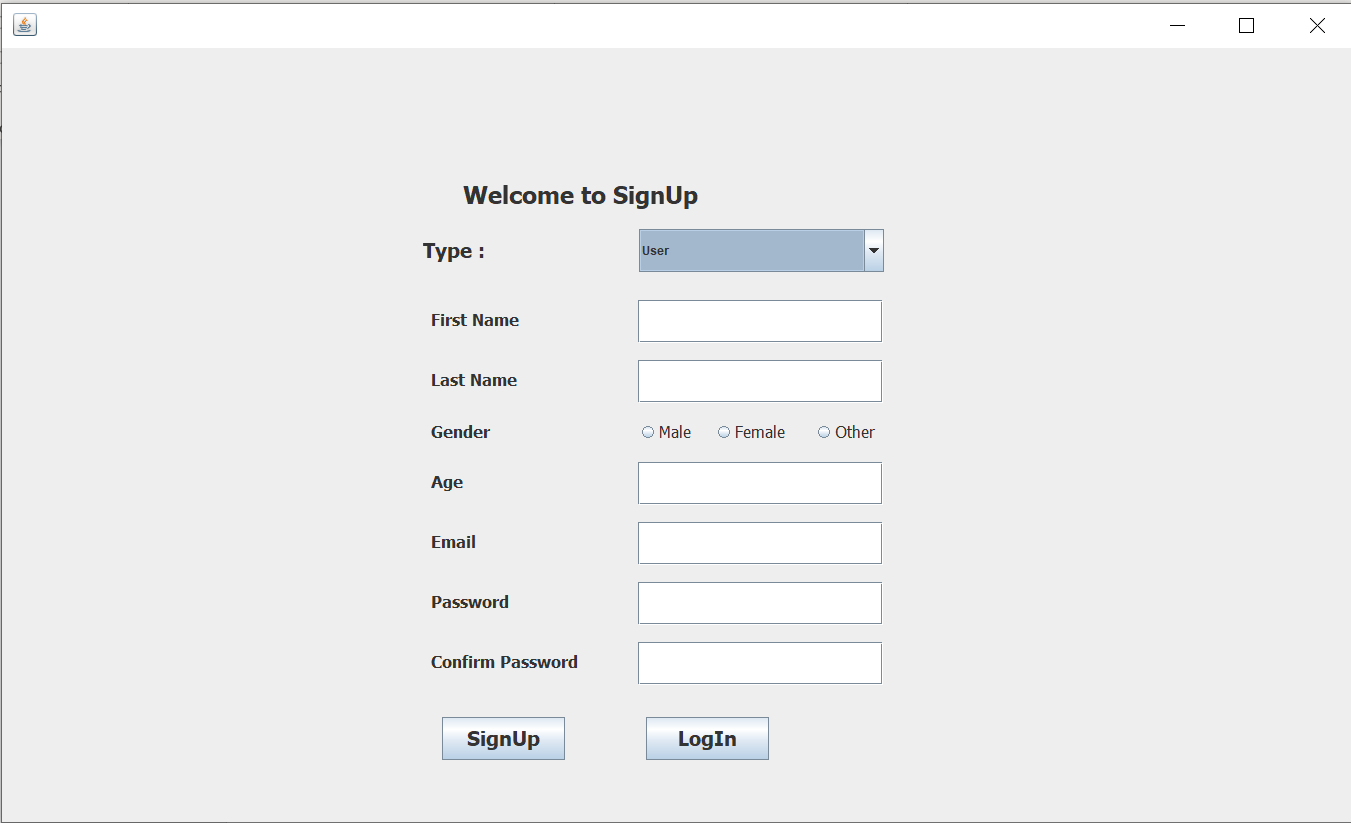 Welcome to SignUp
Type : User
First Name
Last Name
Gender Male Female Other
Age
Email
Password
Confirm Password
SignUp LogIn